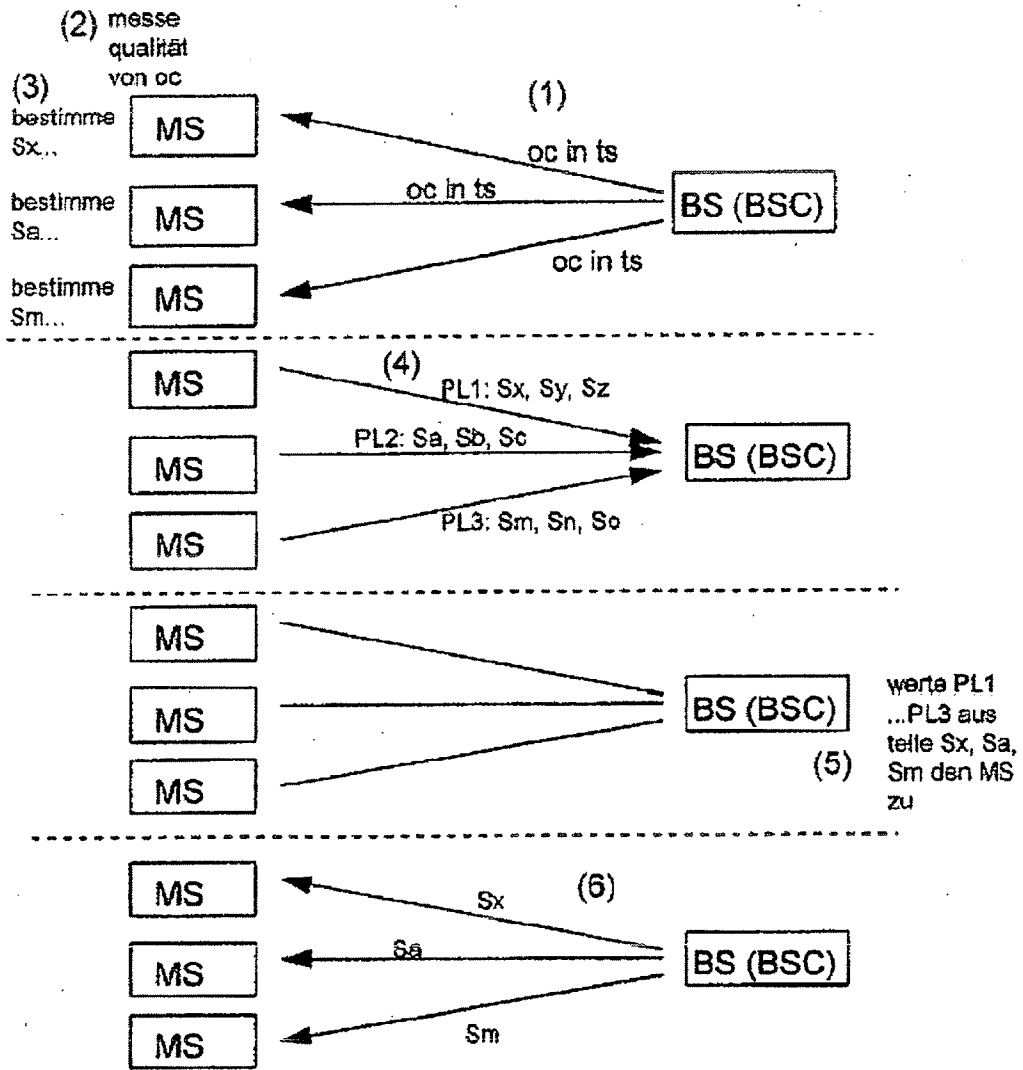 (2) messe
qualität
von oc
(3)
bestimme
Sx...
MS
(1)
oc in ts
bestimme
Sa...
MS
oc in ts
BS (BSC)
bestimme
Sm...
MS
oc in ts
MS
(4)
PL1: Sx, Sy, Sz
MS
PL2: Sa, Sb, Sc
BS (BSC)
MS
PL3: Sm, Sn, So
MS
MS
BS (BSC)
werte PL1
...PL3 aus
teile Sx, Sa,
Sm den MS
zu
(5)
MS
MS
Sx
(6)
MS
Sa
BS (BSC)
MS
Sm